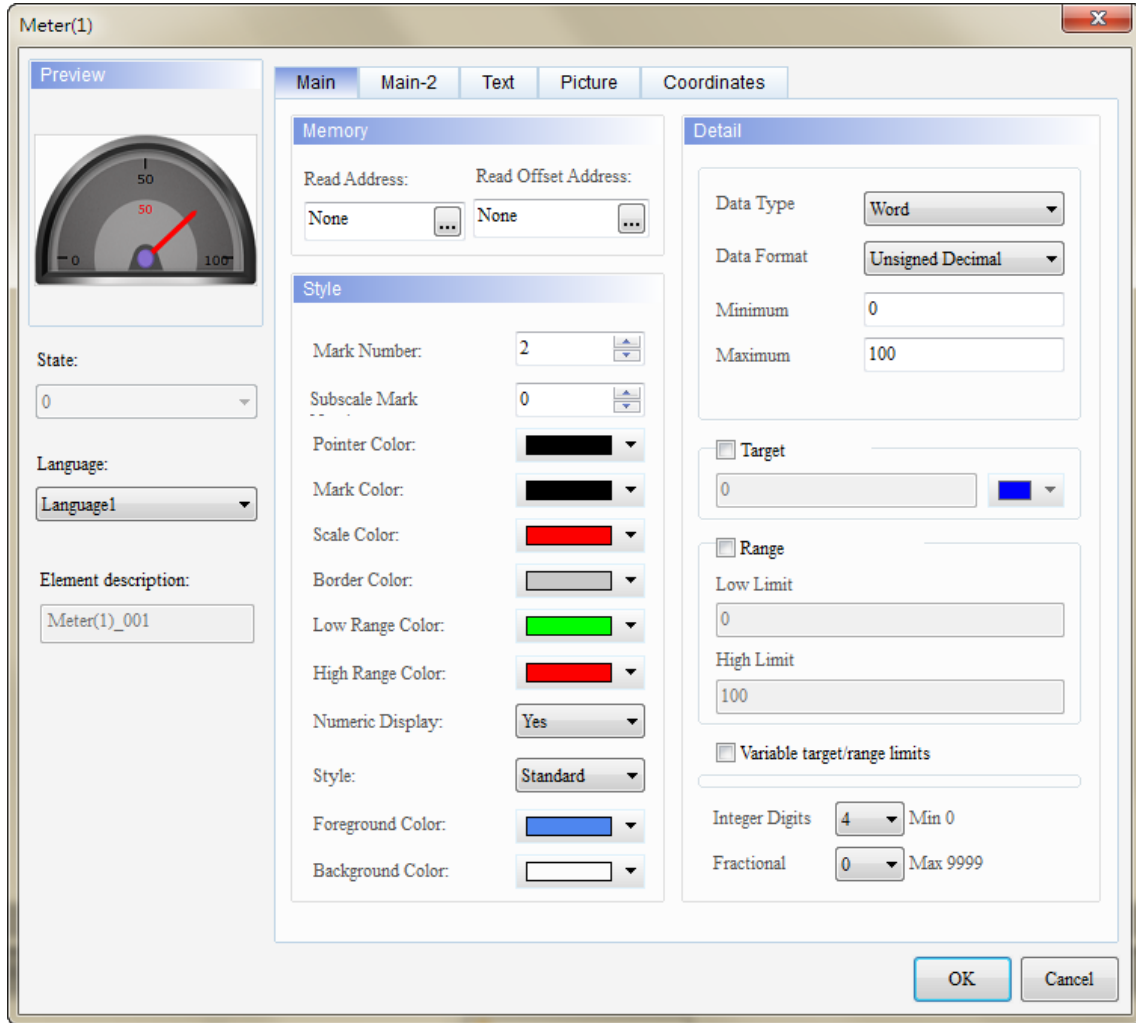 Meter(1)
Preview
50
50
0
100
State:
0
Language:
Language1
Element description:
Meter(1)_001
Main Main-2 Text Picture Coordinates
Memory
Read Address: Read Offset Address:
None ... None ...
Style
Mark Number: 2
Subscale Mark 0
Pointer Color:
Mark Color:
Scale Color:
Border Color:
Low Range Color:
High Range Color:
Numeric Display: Yes
Style: Standard
Foreground Color:
Background Color:
Detail
Data Type Word
Data Format Unsigned Decimal
Minimum 0
Maximum 100
Target
0
Range
Low Limit
0
High Limit
100
Variable target/range limits
Integer Digits 4 Min 0
Fractional 0 Max 9999
OK Cancel